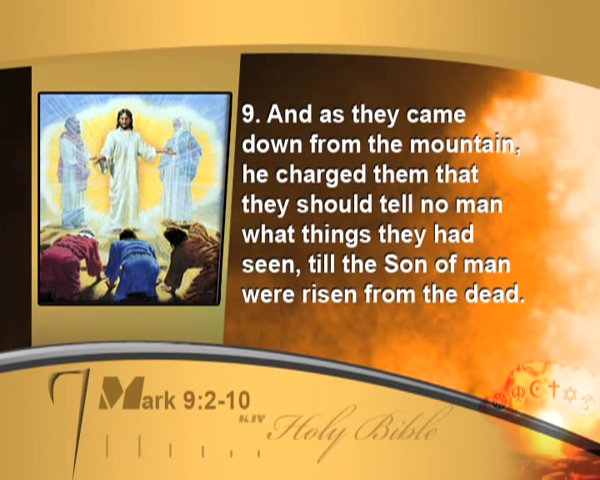 9. And as they came
down from the mountain,
he charged them that
they should tell no man
what things they had
seen, till the Son of man
were risen from the dead.
Mark 9:2-10
KJV
Holy Bible